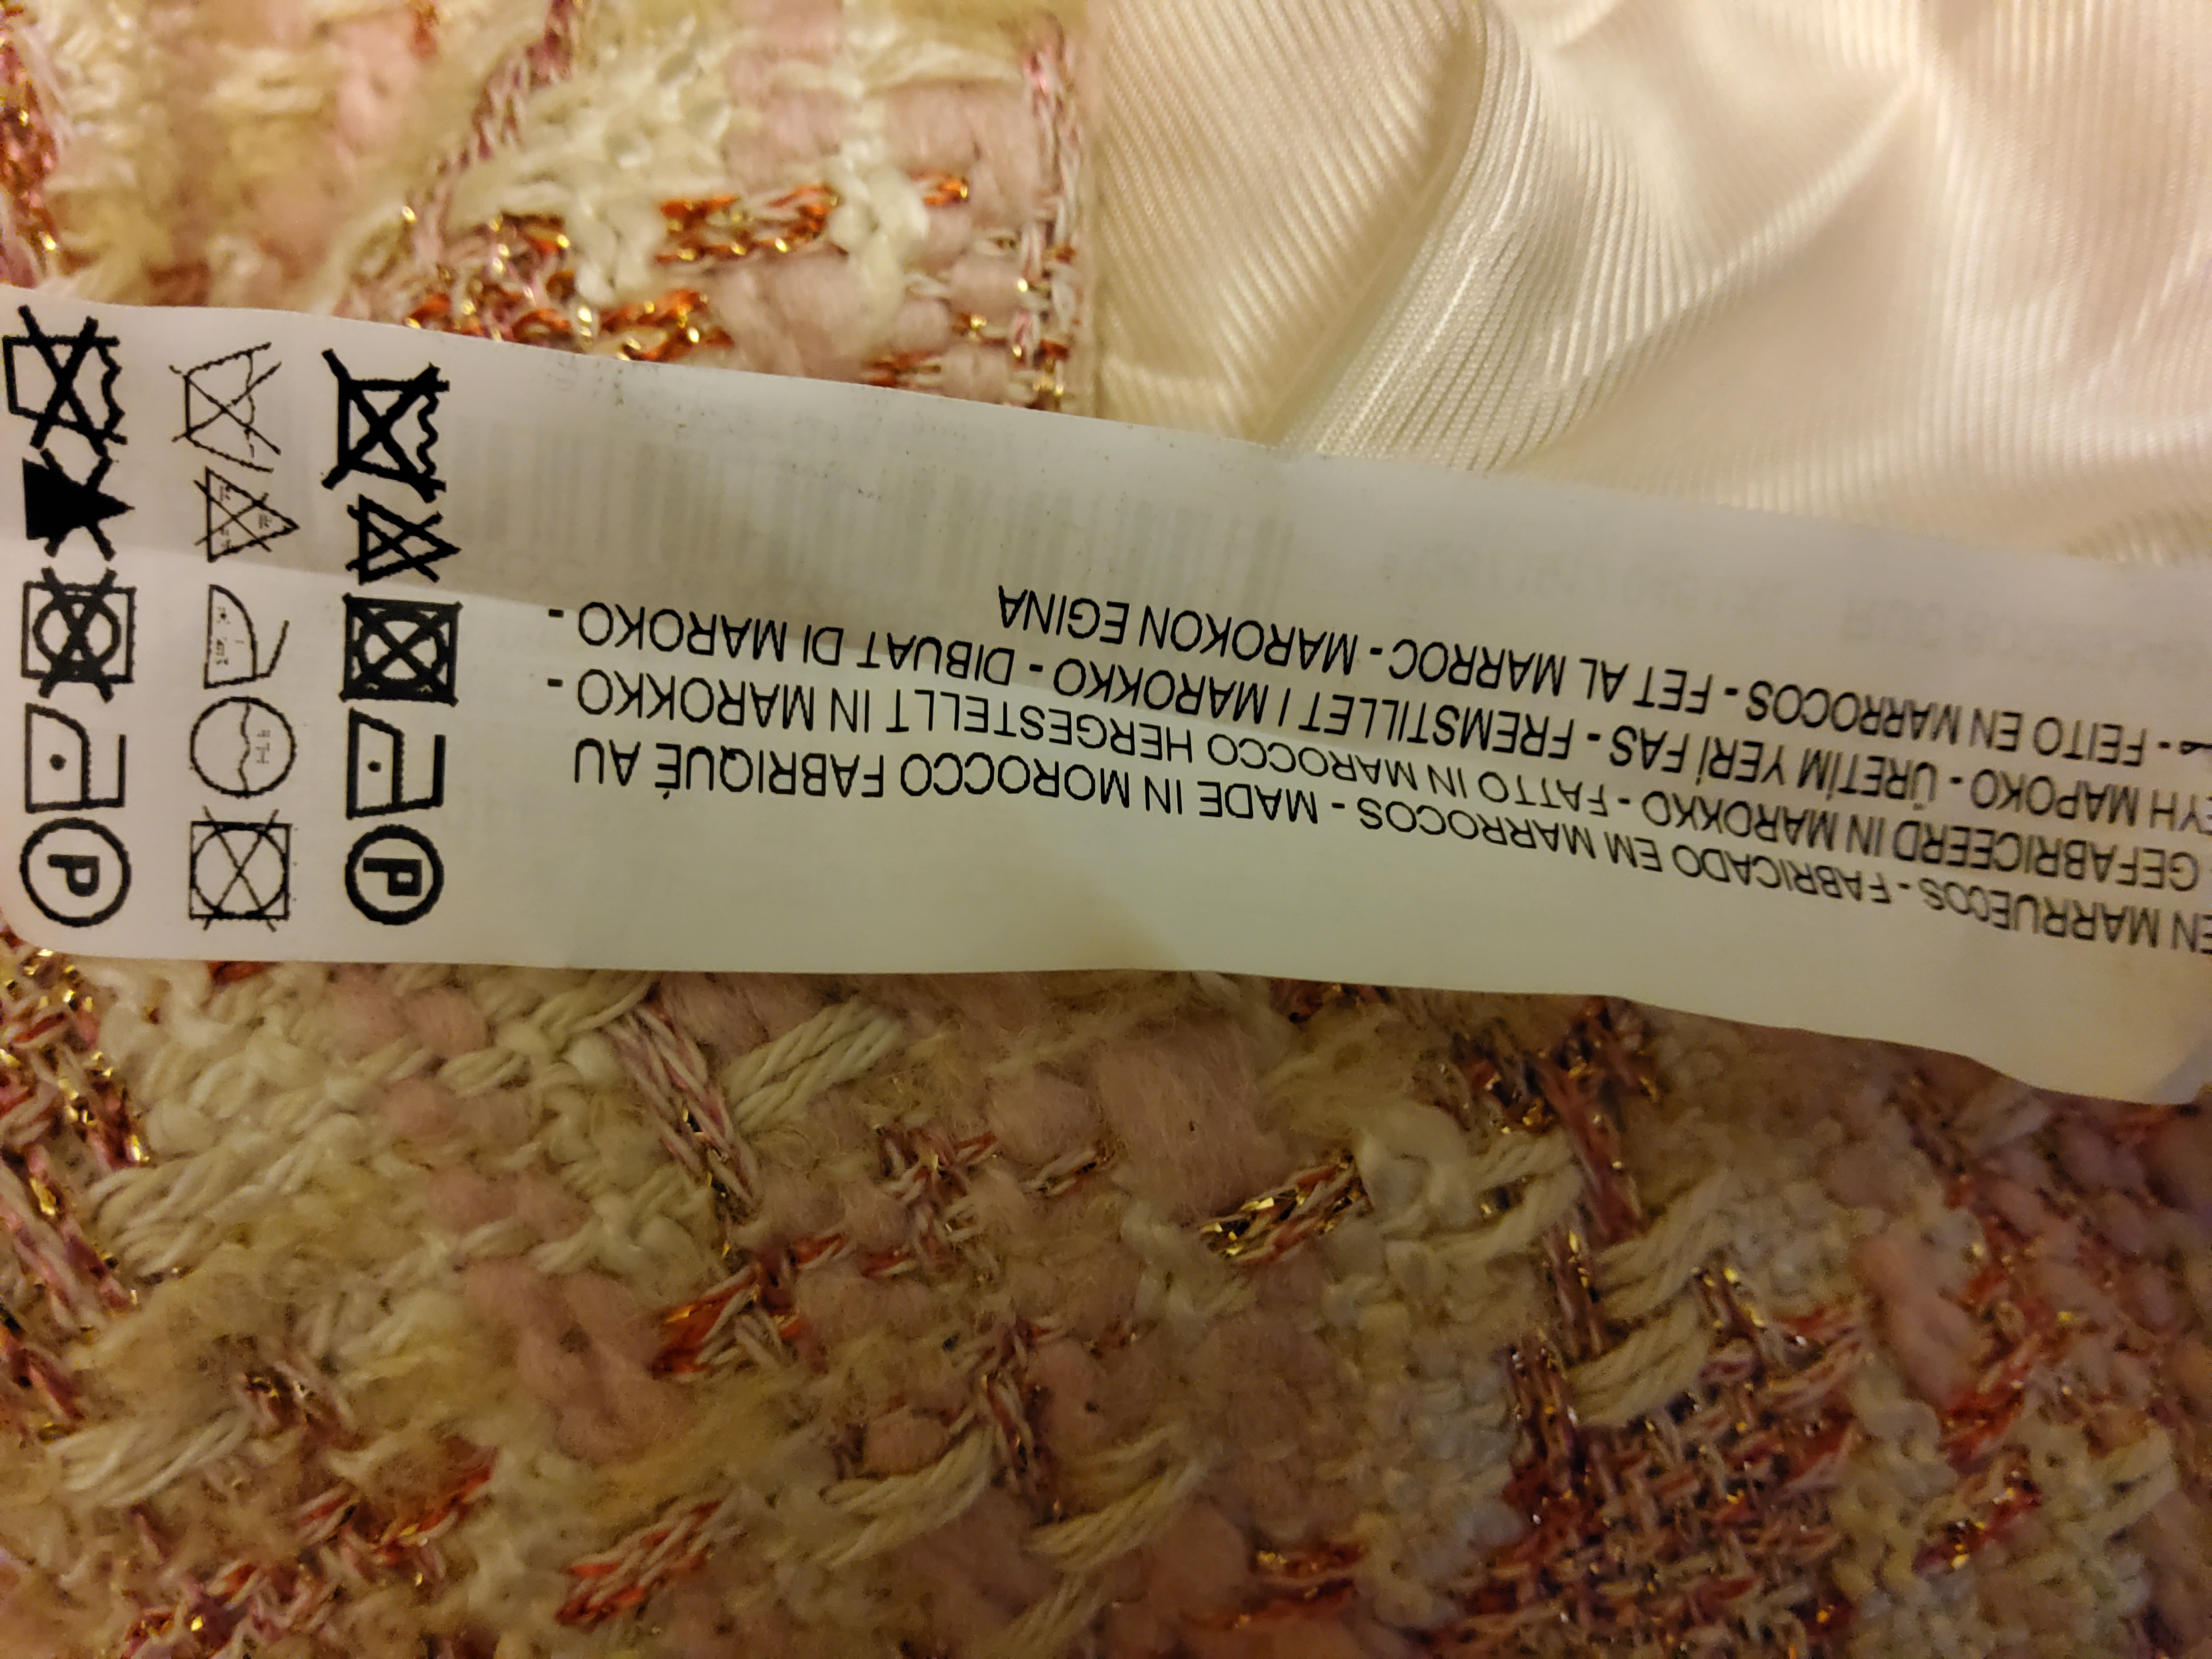 EN MARRUECOS - FABRICADO EM MARROCOS - MADE IN MOROCCO FABRIQUÉ AU
GEFABRICEERD IN MAROKKO - FATTO IN MAROCCO HERGESTELLT IN MAROKKO -
MAPOKO - ÜRETİM YERİ FAS - FREMSTILLET I MAROKKO - DIBUAT DI MAROKO -
- FEITO EN MARROCOS - FET AL MARROC - MAROKON EGINA
P
P